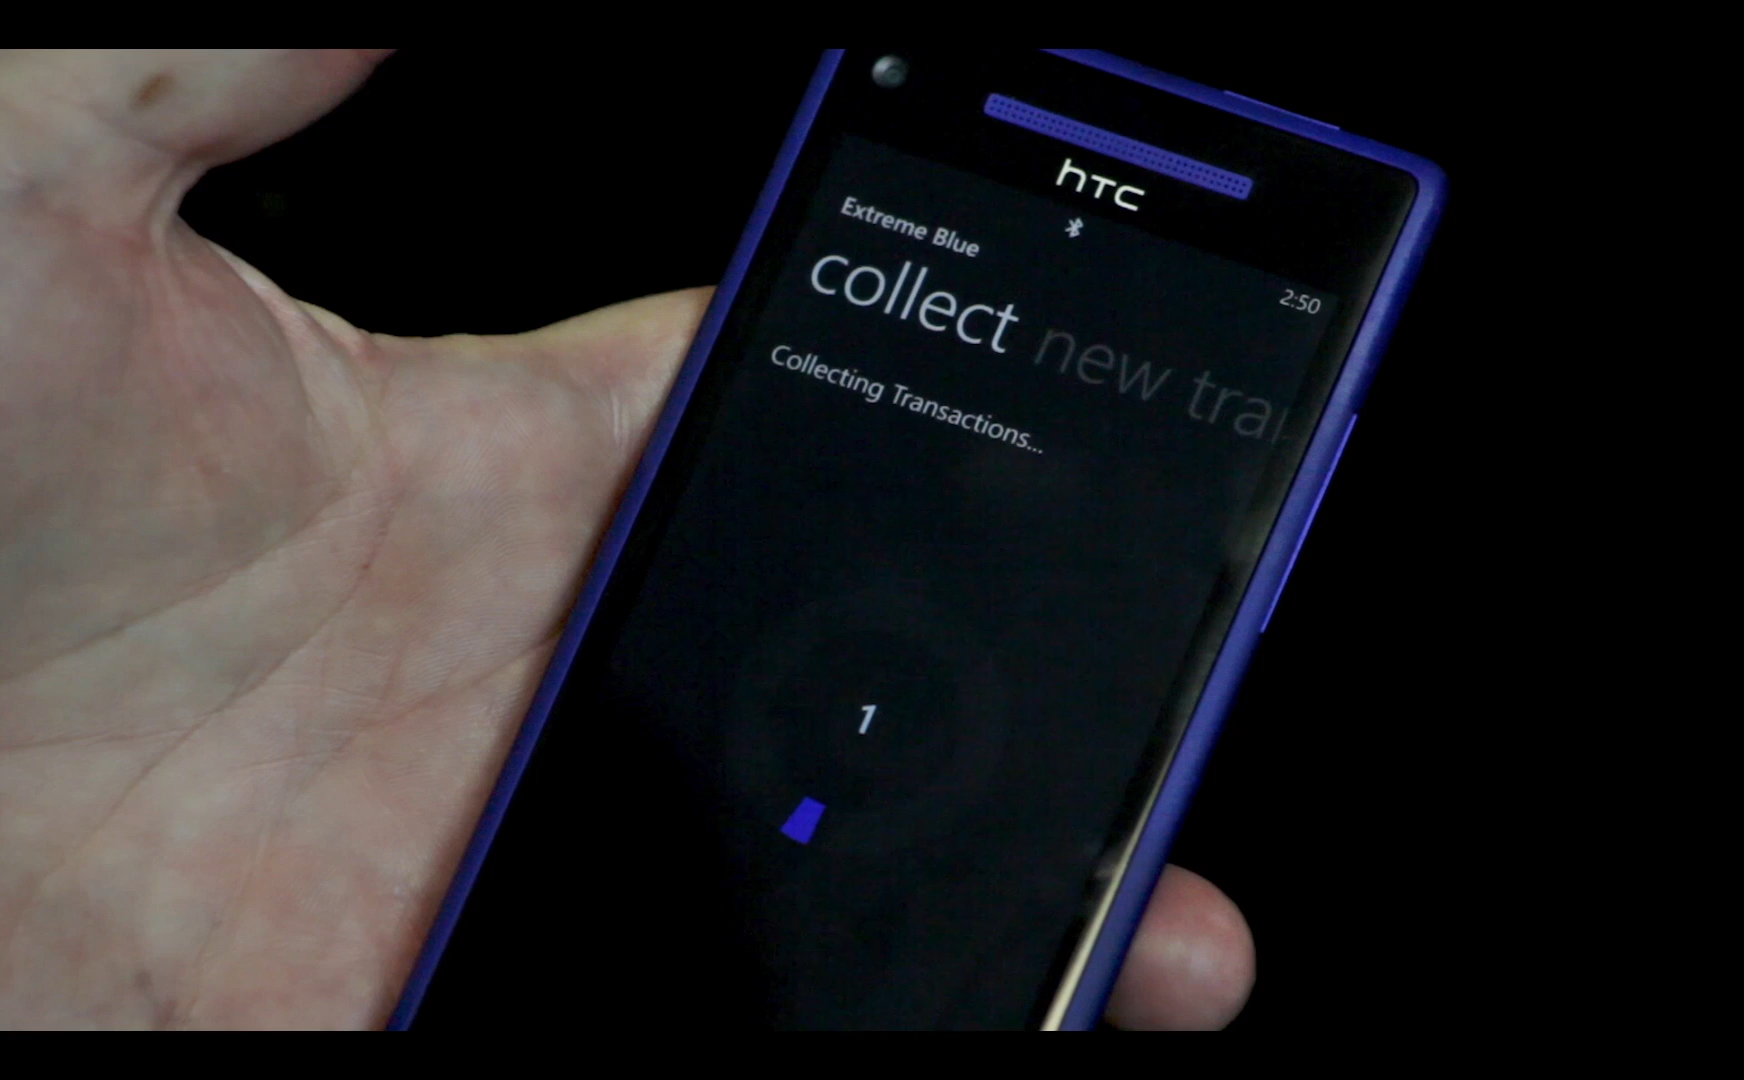 hTC
2:50
Extreme Blue
collect new tra
Collecting Transactions...
1